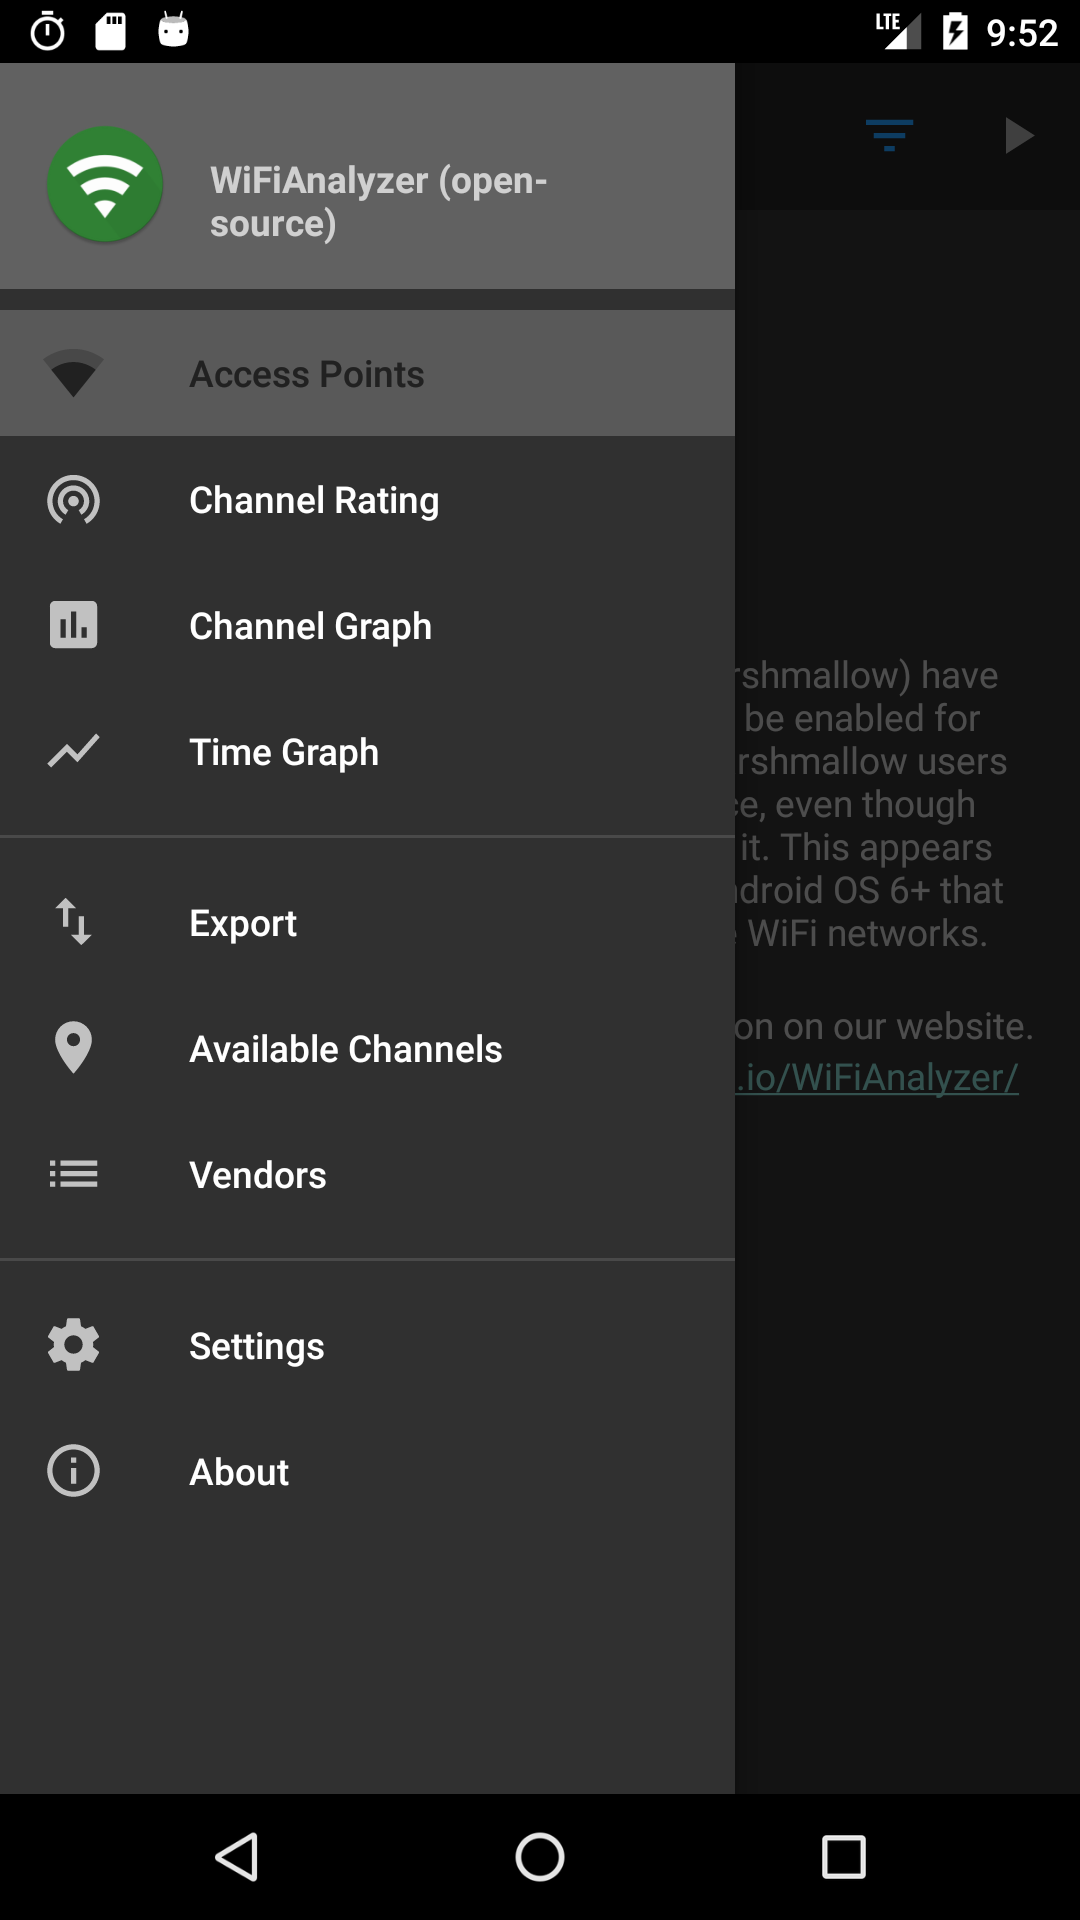 LTE 9:52
WiFiAnalyzer (open-
source)
Access Points
Channel Rating
Channel Graph
Time Graph
Export
Available Channels
Vendors
Settings
About
rshmallow) have
be enabled for
rshmallow users
ce, even though
it. This appears
ndroid OS 6+ that
WiFi networks.
on on our website.
.io/WiFiAnalyzer/